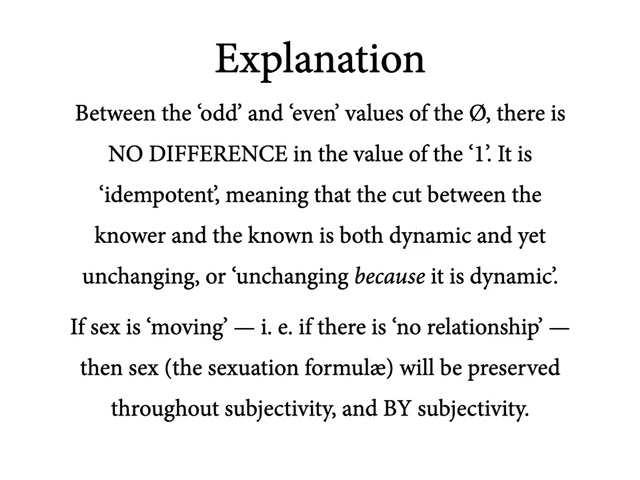 Explanation
Between the ‘odd’ and ‘even’ values of the Ø, there is
NO DIFFERENCE in the value of the ‘1’. It is
‘idempotent’, meaning that the cut between the
knower and the known is both dynamic and yet
unchanging, or ‘unchanging because it is dynamic’.
If sex is ‘moving’ — i. e. if there is ‘no relationship’ —
then sex (the sexuation formulæ) will be preserved
throughout subjectivity, and BY subjectivity.